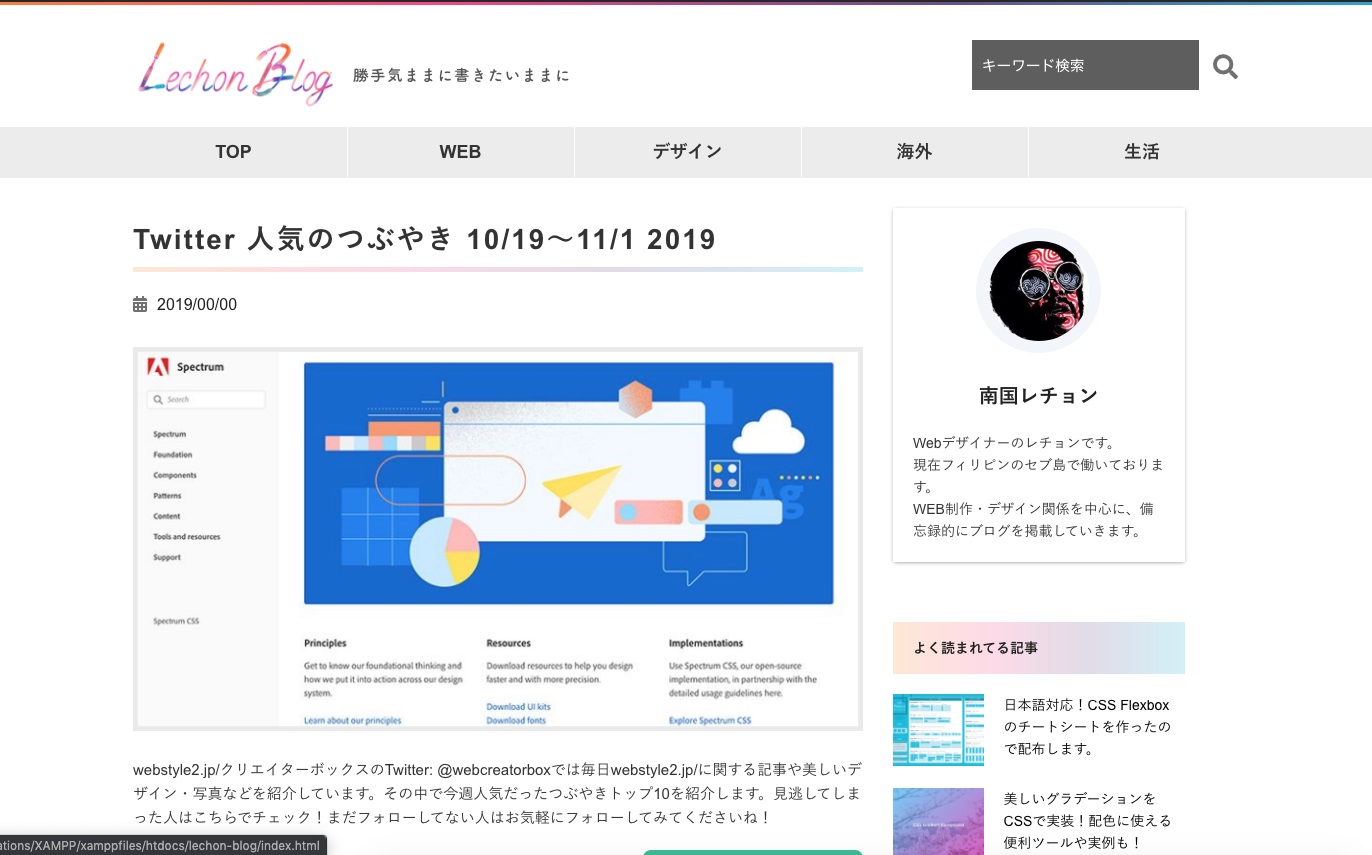 Lechon Blog
勝手気ままに書きたいままに
キーワード検索
TOP
WEB
デザイン
海外
生活
Twitter 人気のつぶやき 10/19〜11/1 2019
2019/00/00
Spectrum
Search
Spectrum
Foundation
Components
Patterns
Content
Tools and resources
Support
Spectrum CSS
Ag
Principles
Get to know our foundational thinking and
how we put it into action across our design
system.
Learn about our principles
Resources
Download resources to help you design
faster and with more precision.
Download UI kits
Download fonts
Implementations
Use Spectrum CSS, our open-source
implementation, in partnership with the
detailed usage guidelines here.
Explore Spectrum CSS
webstyle2.jp/クリエイターボックスのTwitter: @webcreatorboxでは毎日webstyle2.jp/に関する記事や美しいデ
ザイン・写真などを紹介しています。その中で今週人気だったつぶやきトップ10を紹介します。見逃してしま
った人はこちらでチェック！まだフォローしてない人はお気軽にフォローしてみてくださいね！
南国レチョン
Webデザイナーのレチョンです。
現在フィリピンのセブ島で働いておりま
す。
WEB制作・デザイン関係を中心に、備
忘録的にブログを掲載していきます。
よく読まれてる記事
日本語対応！CSS Flexbox
のチートシートを作ったの
で配布します。
美しいグラデーションを
CSSで実装！配色に使える
便利ツールや実例も！
ations/XAMPP/xamppfiles/htdocs/lechon-blog/index.html